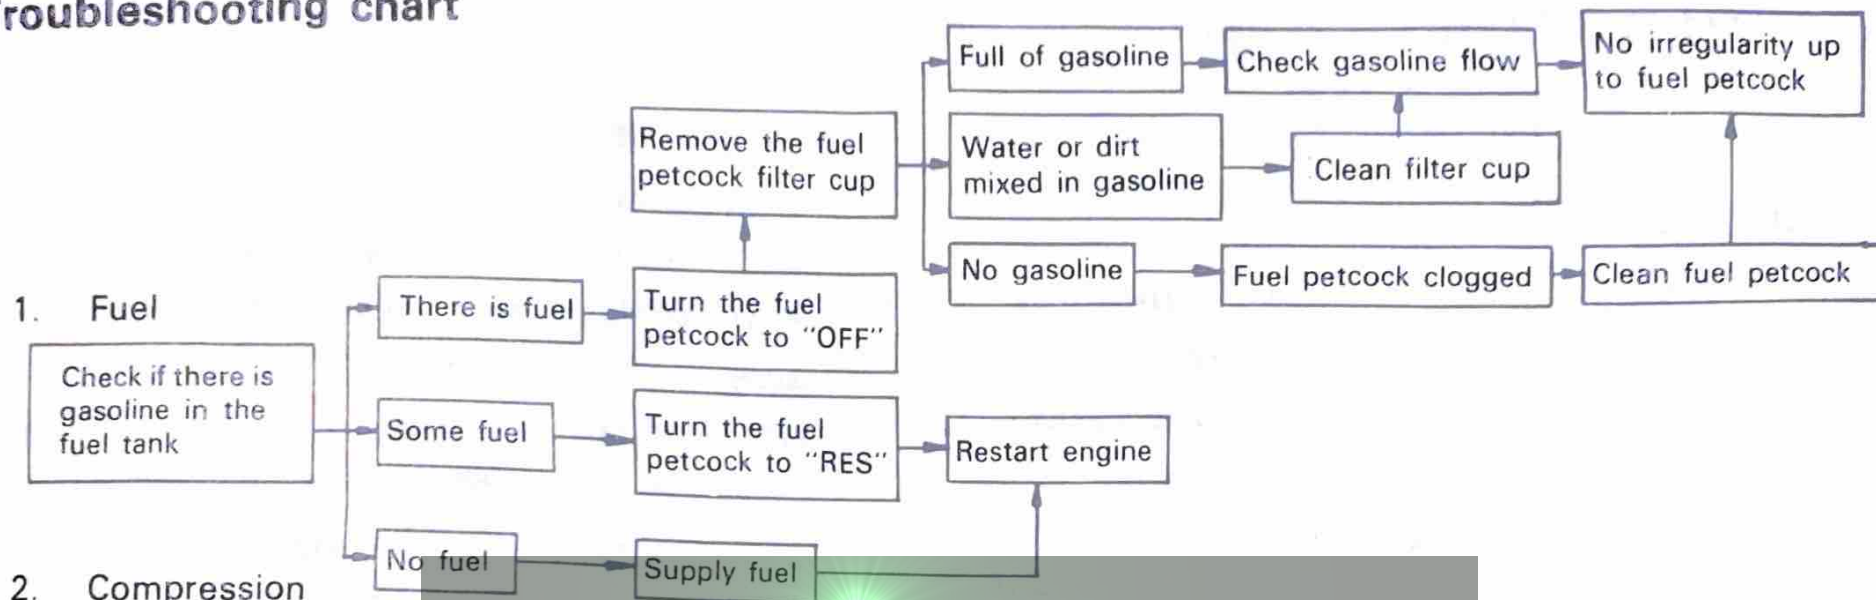 roubleshooting chart
Full of gasoline
Check gasoline flow
No irregularity up
to fuel petcock
Remove the fuel
petcock filter cup
Water or dirt
mixed in gasoline
Clean filter cup
No gasoline
Fuel petcock clogged
Clean fuel petcock
1. Fuel
There is fuel
Turn the fuel
petcock to "OFF"
Check if there is
gasoline in the
fuel tank
Some fuel
Turn the fuel
petcock to "RES"
Restart engine
No fuel
Supply fuel
2. Compression